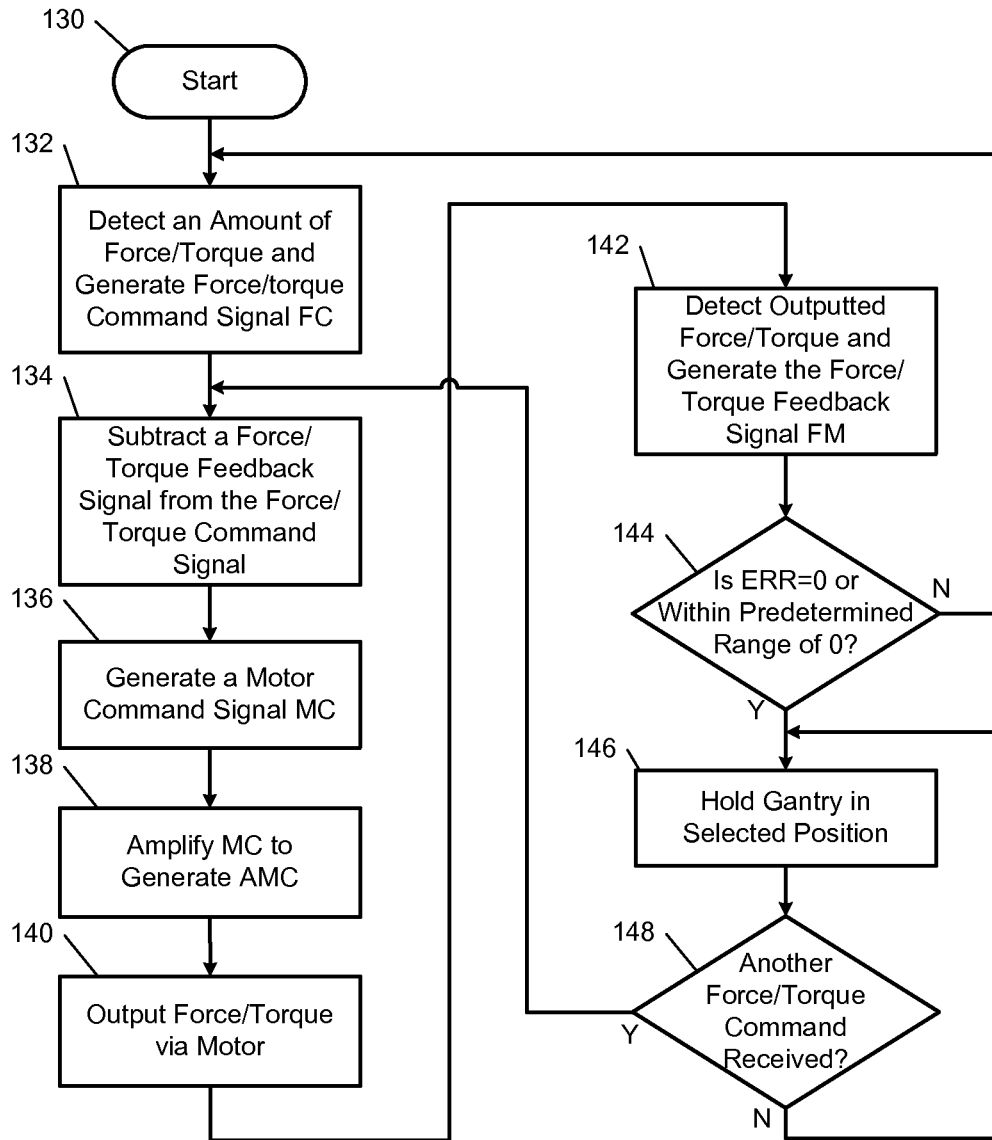 130
Start
132
Detect an Amount of
Force/Torque and
Generate Force/torque
Command Signal FC
134
Subtract a Force/
Torque Feedback
Signal from the Force/
Torque Command
Signal
136
Generate a Motor
Command Signal MC
138
Amplify MC to
Generate AMC
140
Output Force/Torque
via Motor
142
Detect Outputted
Force/Torque and
Generate the Force/
Torque Feedback
Signal FM
144
Is ERR=0 or
Within Predetermined
Range of 0?
N
Y
146
Hold Gantry in
Selected Position
148
Another
Force/Torque
Command
Received?
Y
N